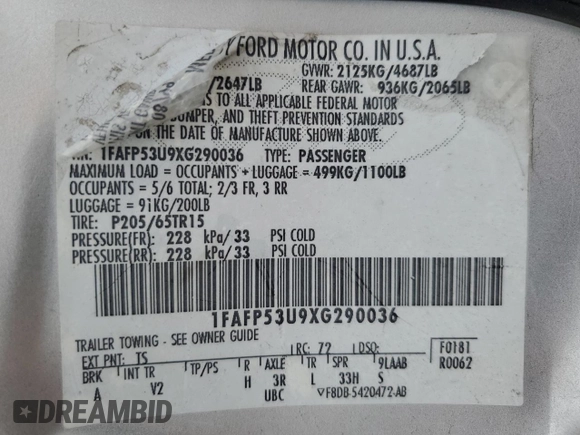 Y FORD MOTOR CO. IN U.S.A.
GVWR: 2125KG/4687LB
/2647LB REAR GAWR: 936KG/2065LB
S TO ALL APPLICABLE FEDERAL MOTOR
BUMPER, AND THEFT PREVENTION STANDARDS
ON THE DATE OF MANUFACTURE SHOWN ABOVE.
1FAFP53U9XG290036 TYPE: PASSENGER
MAXIMUM LOAD = OCCUPANTS + LUGGAGE = 499KG/1100LB
OCCUPANTS = 5/6 TOTAL; 2/3 FR, 3 RR
LUGGAGE = 91KG/200LB
TIRE: P205/65TR15
PRESSURE(FR): 228 kPa/33 PSI COLD
PRESSURE(RR): 228 kPa/33 PSI COLD
1FAFP53U9XG290036
TRAILER TOWING - SEE OWNER GUIDE
EXT PNT: TS RC: 72 DSO: F0181
BRK INT TR TP/PS R AXLE TR SPR 9LAAB R0062
A V2 H 3R L 33H S
UBC F8DB-5420472-AB
DREAMBID